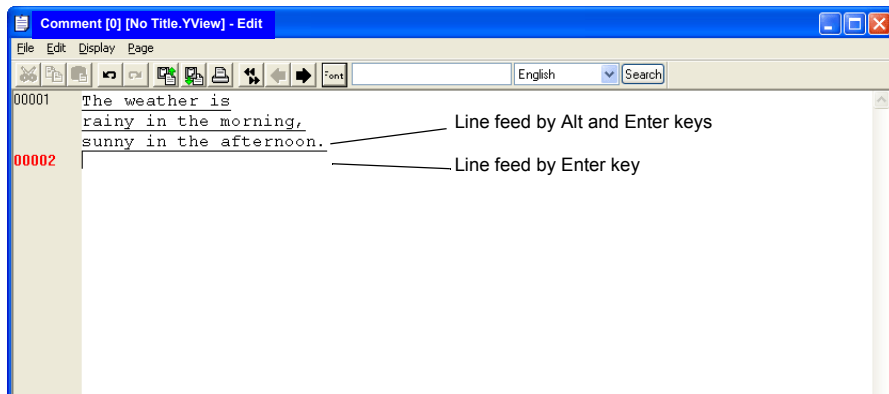 Comment [0] [No Title.YView] - Edit
File Edit Display Page
Font English Search
00001 The weather is
rainy in the morning,
sunny in the afternoon.
Line feed by Alt and Enter keys
00002
Line feed by Enter key